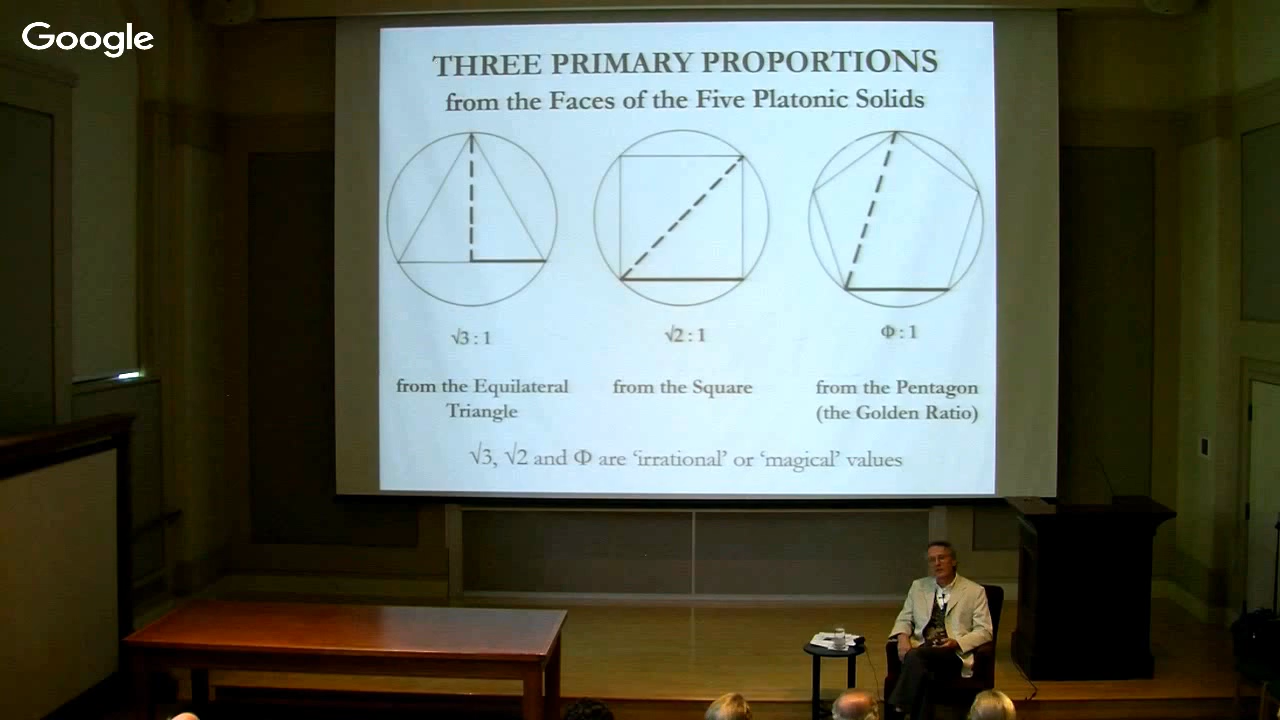 Google
THREE PRIMARY PROPORTIONS
from the Faces of the Five Platonic Solids
√3 : 1
√2 : 1
Φ : 1
from the Equilateral
Triangle
from the Square
from the Pentagon
(the Golden Ratio)
√3, √2 and Φ are ‘irrational’ or ‘magical’ values